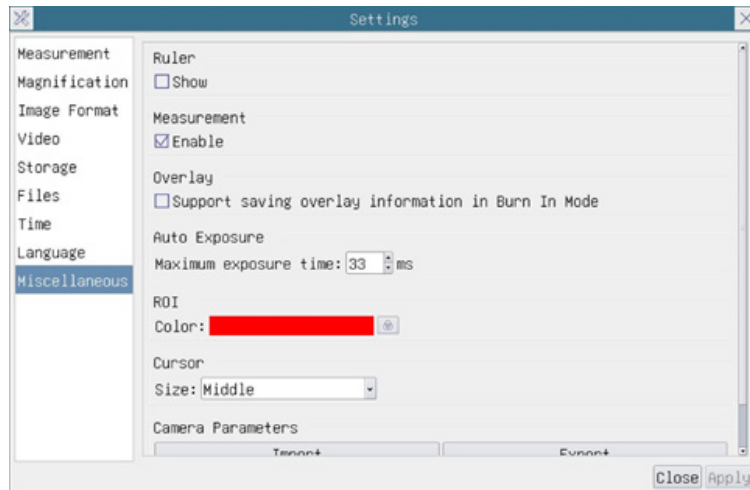 Settings
Measurement
Magnification
Image Format
Video
Storage
Files
Time
Language
Miscellaneous
Ruler
Show
Measurement
Enable
Overlay
Support saving overlay information in Burn In Mode
Auto Exposure
Maximum exposure time: 33 ms
ROI
Color:
Cursor
Size: Middle
Camera Parameters
Import Export
Close Apply